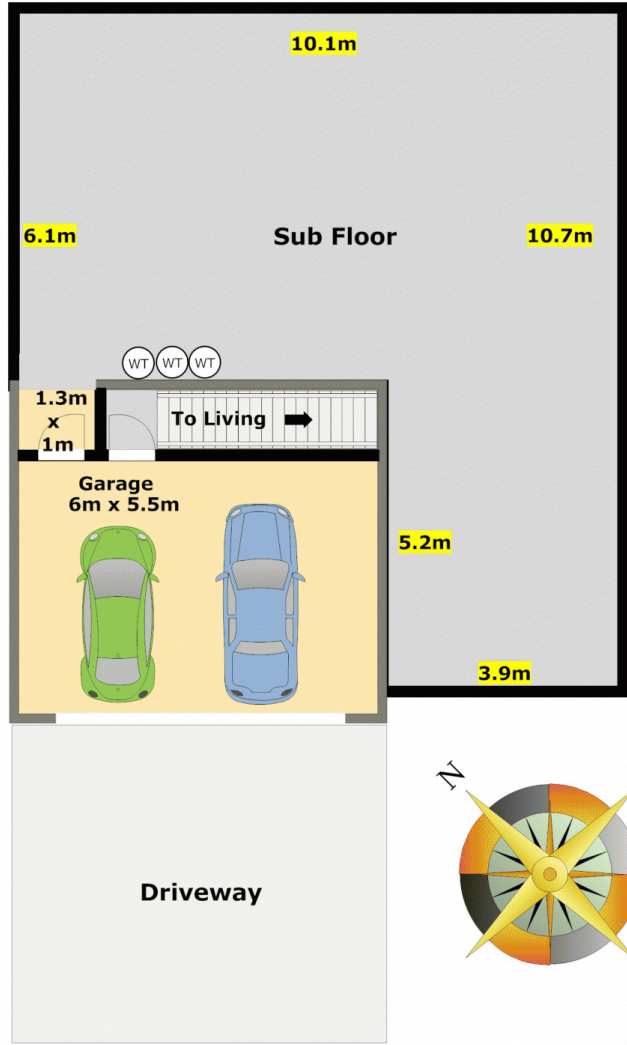 10.1m
6.1m
Sub Floor
10.7m
WT
WT
WT
1.3m
x
1m
To Living
Garage
6m x 5.5m
5.2m
3.9m
N
Driveway